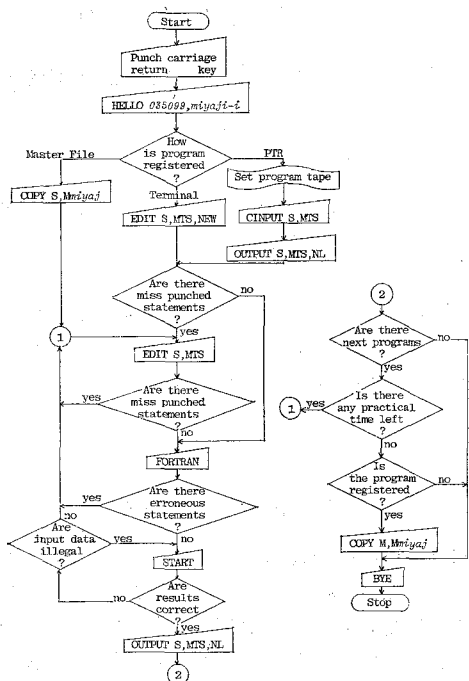 Start
Punch carriage
return key
HELLO 035099,miyaji-i
How
is program
registered
?
Master File
PTR
Terminal
Set program tape
COPY S,Mmiyaj
EDIT S,MTS,NEW
CINPUT S,MTS
OUTPUT S,MTS,NL
Are there
miss punched
statements
?
no
yes
1
EDIT S,MTS
Are there
miss punched
statements
?
yes
no
FORTRAN
Are there
erroneous
statements
?
yes
no
no
Are
input data
illegal
?
yes
START
Are
results
correct
?
no
yes
OUTPUT S,MTS,NL
2
2
Are there
next programs
?
no
yes
Is there
any practical
time left
?
yes
1
no
Is
the program
registered
?
no
yes
COPY M,Mmiyaj
BYE
Stop